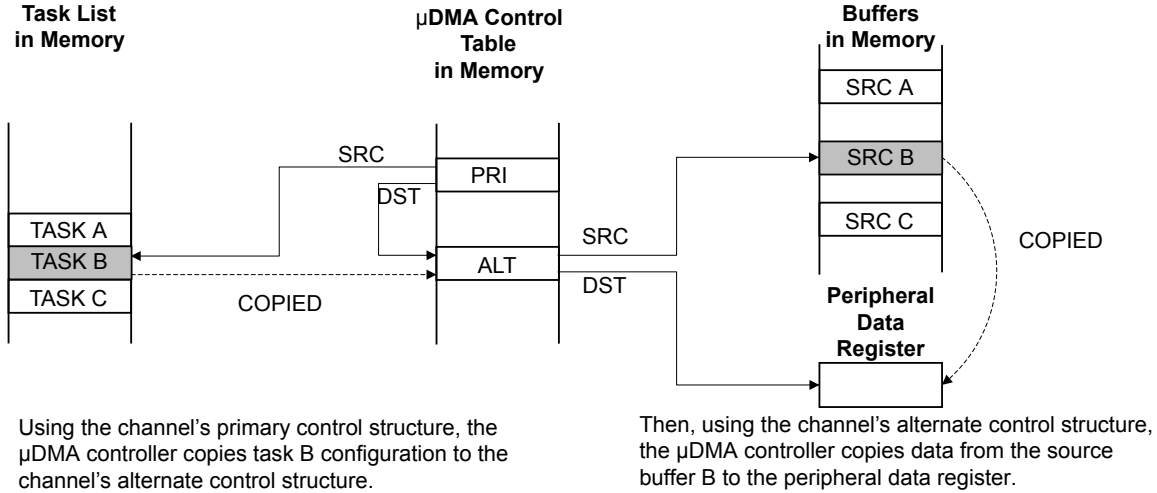 Task List
in Memory
µDMA Control
Table
in Memory
Buffers
in Memory
SRC A
SRC
PRI
SRC B
DST
SRC C
TASK A
SRC
COPIED
TASK B
ALT
DST
TASK C
COPIED
Peripheral
Data
Register
Using the channel’s primary control structure, the
µDMA controller copies task B configuration to the
channel’s alternate control structure.
Then, using the channel’s alternate control structure,
the µDMA controller copies data from the source
buffer B to the peripheral data register.